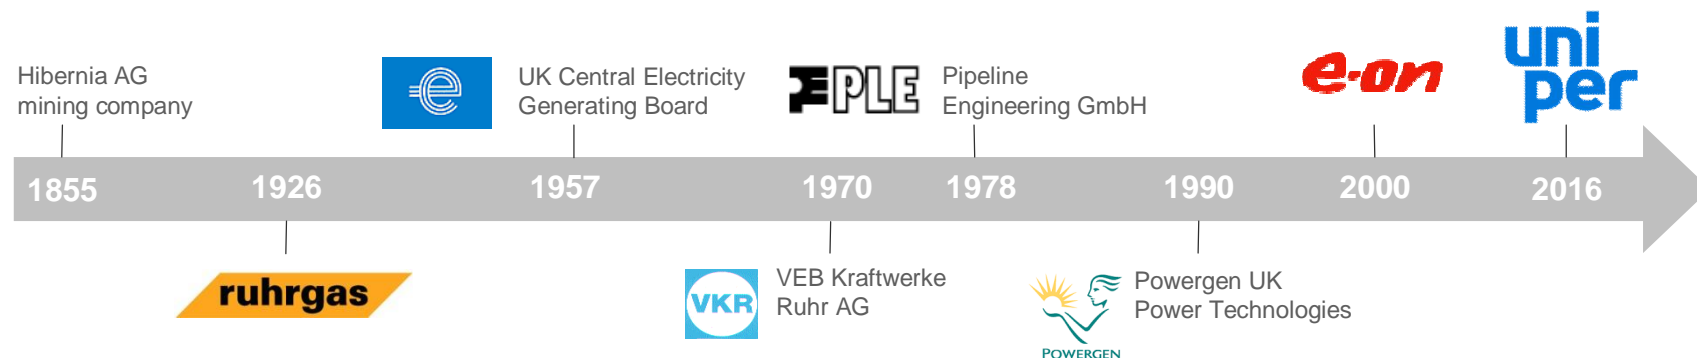 Hibernia AG
mining company
UK Central Electricity
Generating Board
PLE
Pipeline
Engineering GmbH
e·on
uni
per
1855 1926 1957 1970 1978 1990 2000 2016
ruhrgas
VKR
VEB Kraftwerke
Ruhr AG
POWERGEN
Powergen UK
Power Technologies